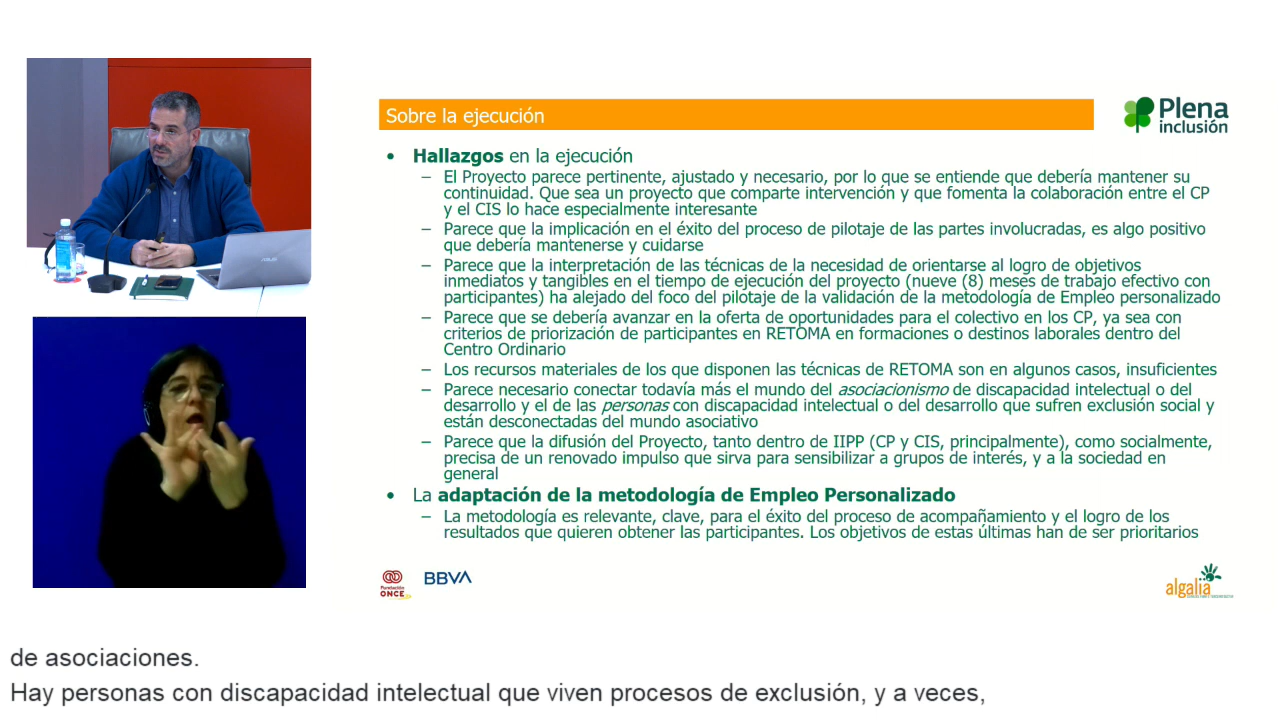 Sobre la ejecución
Plena
inclusión
• Hallazgos en la ejecución
– El Proyecto parece pertinente, ajustado y necesario, por lo que se entiende que debería mantener su
continuidad. Que sea un proyecto que comparte intervención y que fomenta la colaboración entre el CP
y el CIS lo hace especialmente interesante
– Parece que la implicación en el éxito del proceso de pilotaje de las partes involucradas, es algo positivo
que debería mantenerse y cuidarse
– Parece que la interpretación de las técnicas de la necesidad de orientarse al logro de objetivos
inmediatos y tangibles en el tiempo de ejecución del proyecto (nueve (8) meses de trabajo efectivo con
participantes) ha alejado del foco del pilotaje de la validación de la metodología de Empleo personalizado
– Parece que se debería avanzar en la oferta de oportunidades para el colectivo en los CP, ya sea con
criterios de priorización de participantes en RETOMA en formaciones o destinos laborales dentro del
Centro Ordinario
– Los recursos materiales de los que disponen las técnicas de RETOMA son en algunos casos, insuficientes
– Parece necesario conectar todavía más el mundo del asociacionismo de discapacidad intelectual o del
desarrollo y el de las personas con discapacidad intelectual o del desarrollo que sufren exclusión social y
están desconectadas del mundo asociativo
– Parece que la difusión del Proyecto, tanto dentro de IIPP (CP y CIS, principalmente), como socialmente,
precisa de un renovado impulso que sirva para sensibilizar a grupos de interés, y a la sociedad en
general
• La adaptación de la metodología de Empleo Personalizado
– La metodología es relevante, clave, para el éxito del proceso de acompañamiento y el logro de los
resultados que quieren obtener las participantes. Los objetivos de estas últimas han de ser prioritarios
Fundación
ONCE
BBVA
algalia
de asociaciones.
Hay personas con discapacidad intelectual que viven procesos de exclusión, y a veces,